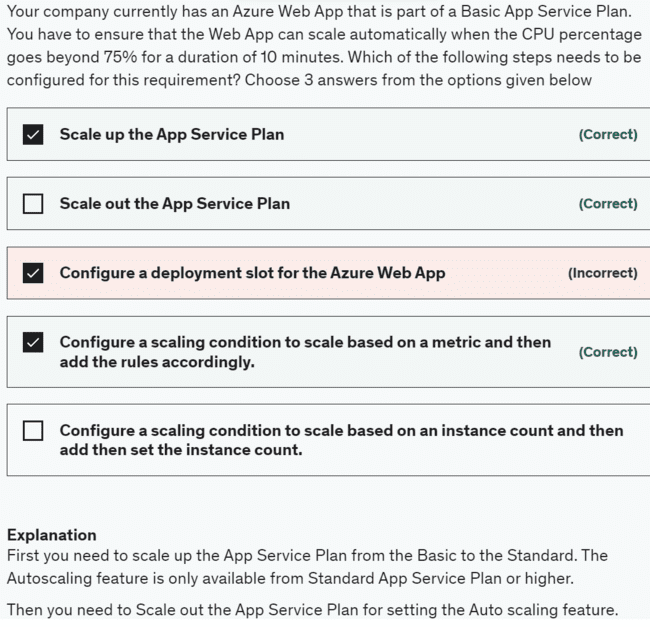 Your company currently has an Azure Web App that is part of a Basic App Service Plan.
You have to ensure that the Web App can scale automatically when the CPU percentage
goes beyond 75% for a duration of 10 minutes. Which of the following steps needs to be
configured for this requirement? Choose 3 answers from the options given below
Scale up the App Service Plan (Correct)
Scale out the App Service Plan (Correct)
Configure a deployment slot for the Azure Web App (Incorrect)
Configure a scaling condition to scale based on a metric and then
add the rules accordingly. (Correct)
Configure a scaling condition to scale based on an instance count and then
add then set the instance count.
Explanation
First you need to scale up the App Service Plan from the Basic to the Standard. The
Autoscaling feature is only available from Standard App Service Plan or higher.
Then you need to Scale out the App Service Plan for setting the Auto scaling feature.